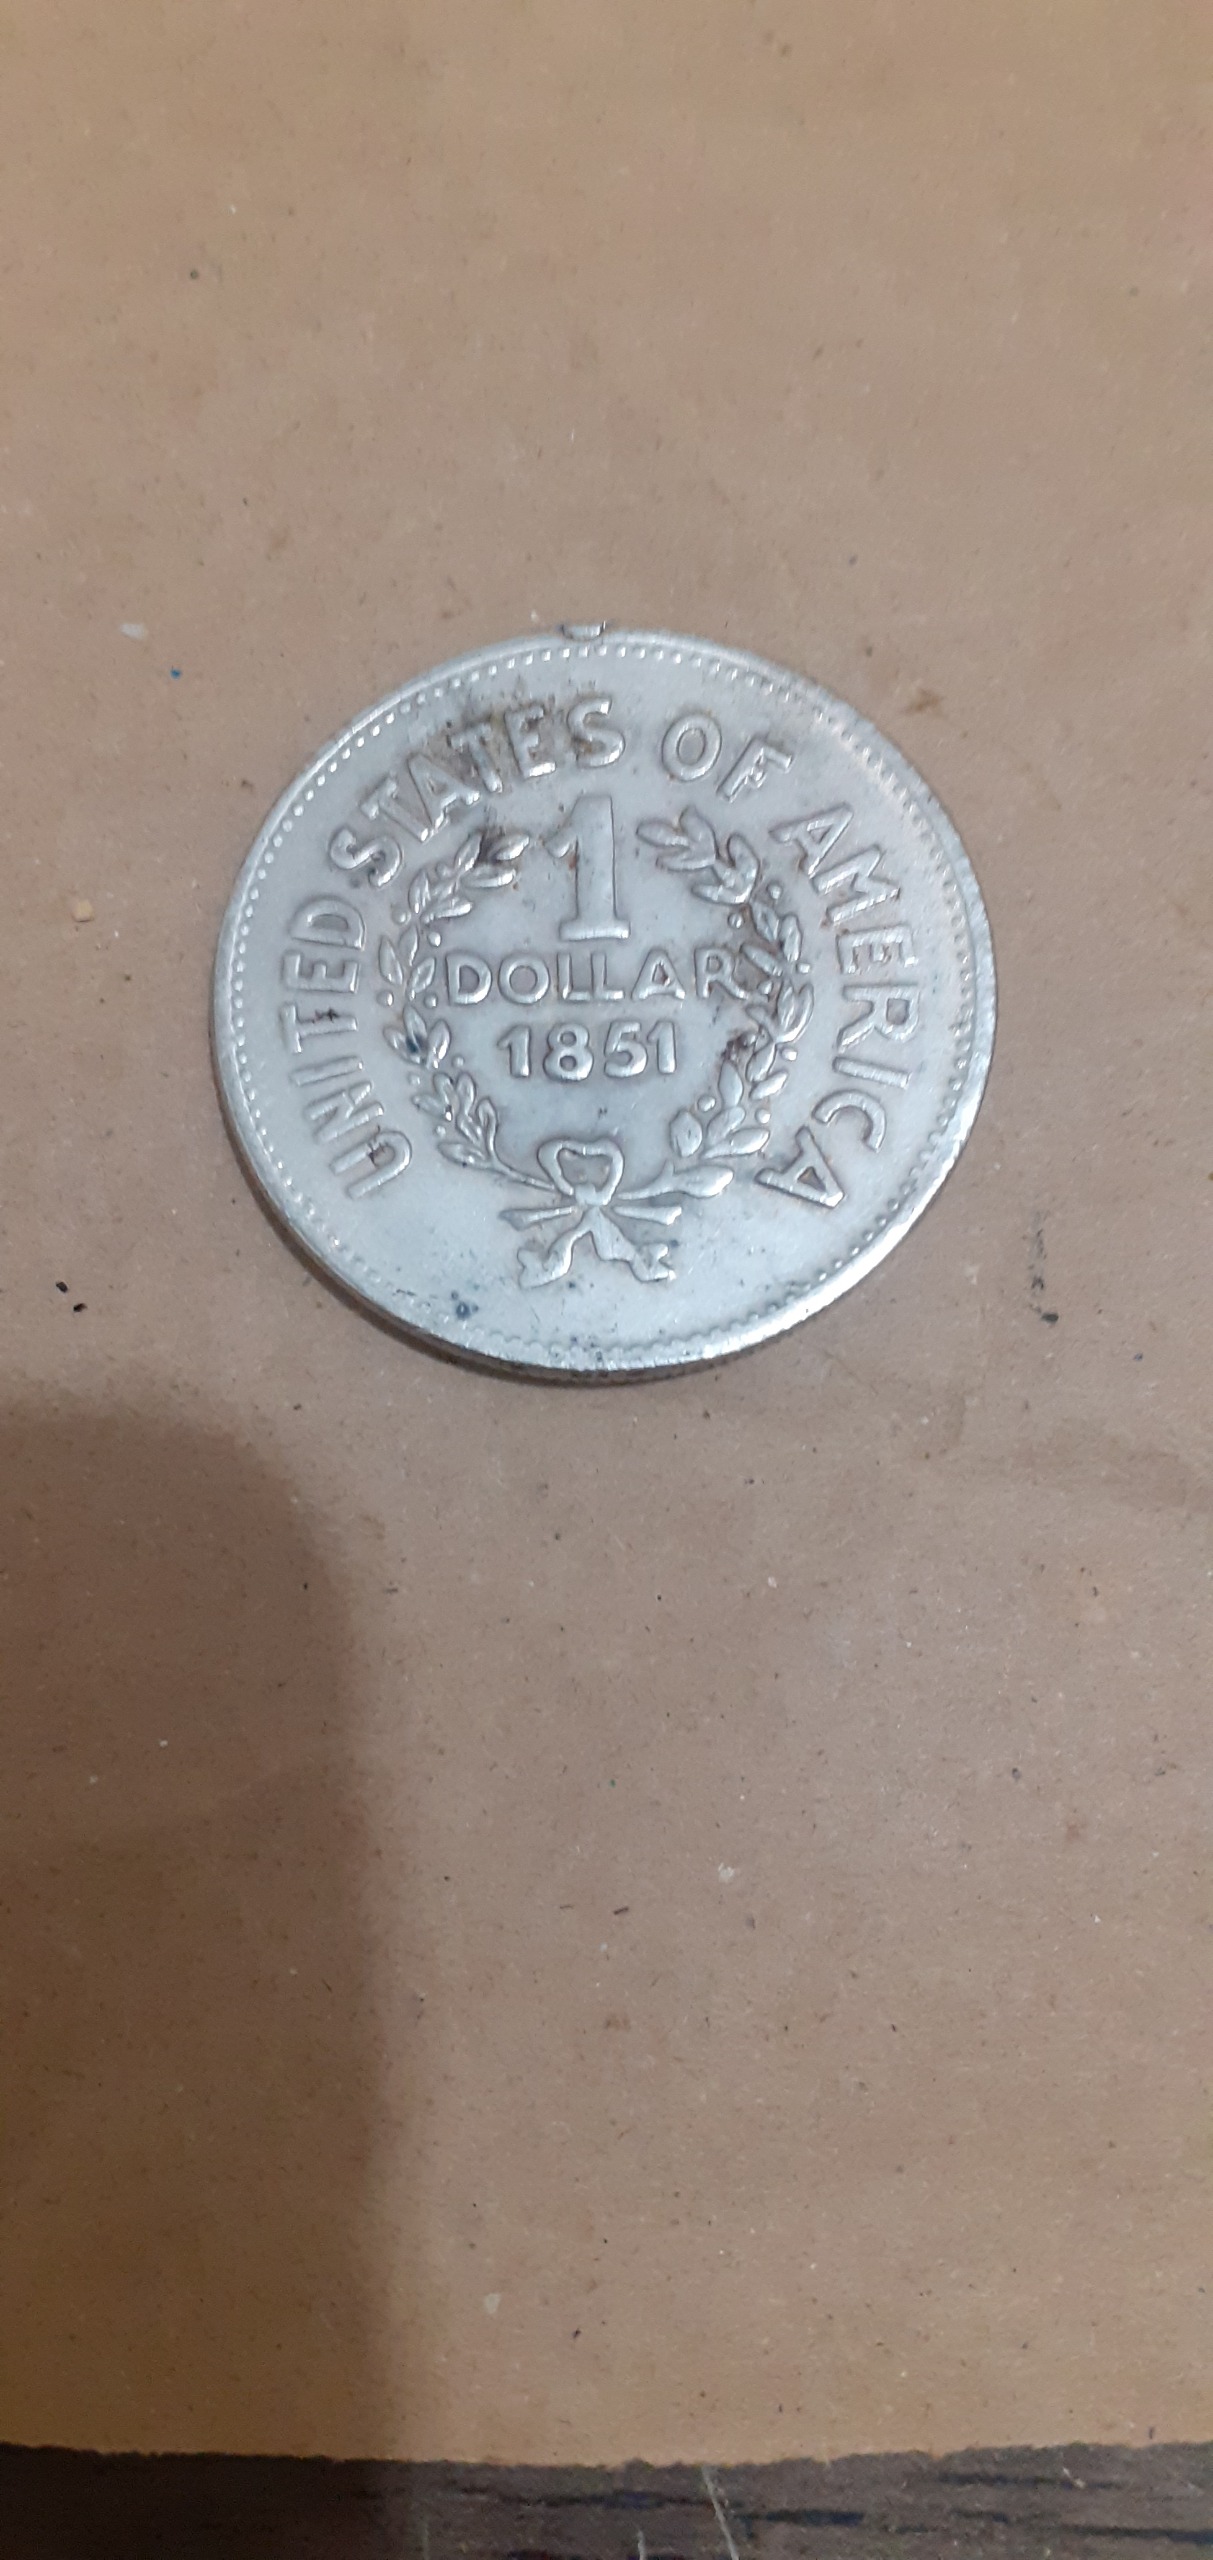 UNITED STATES OF AMERICA
1
DOLLAR
1851